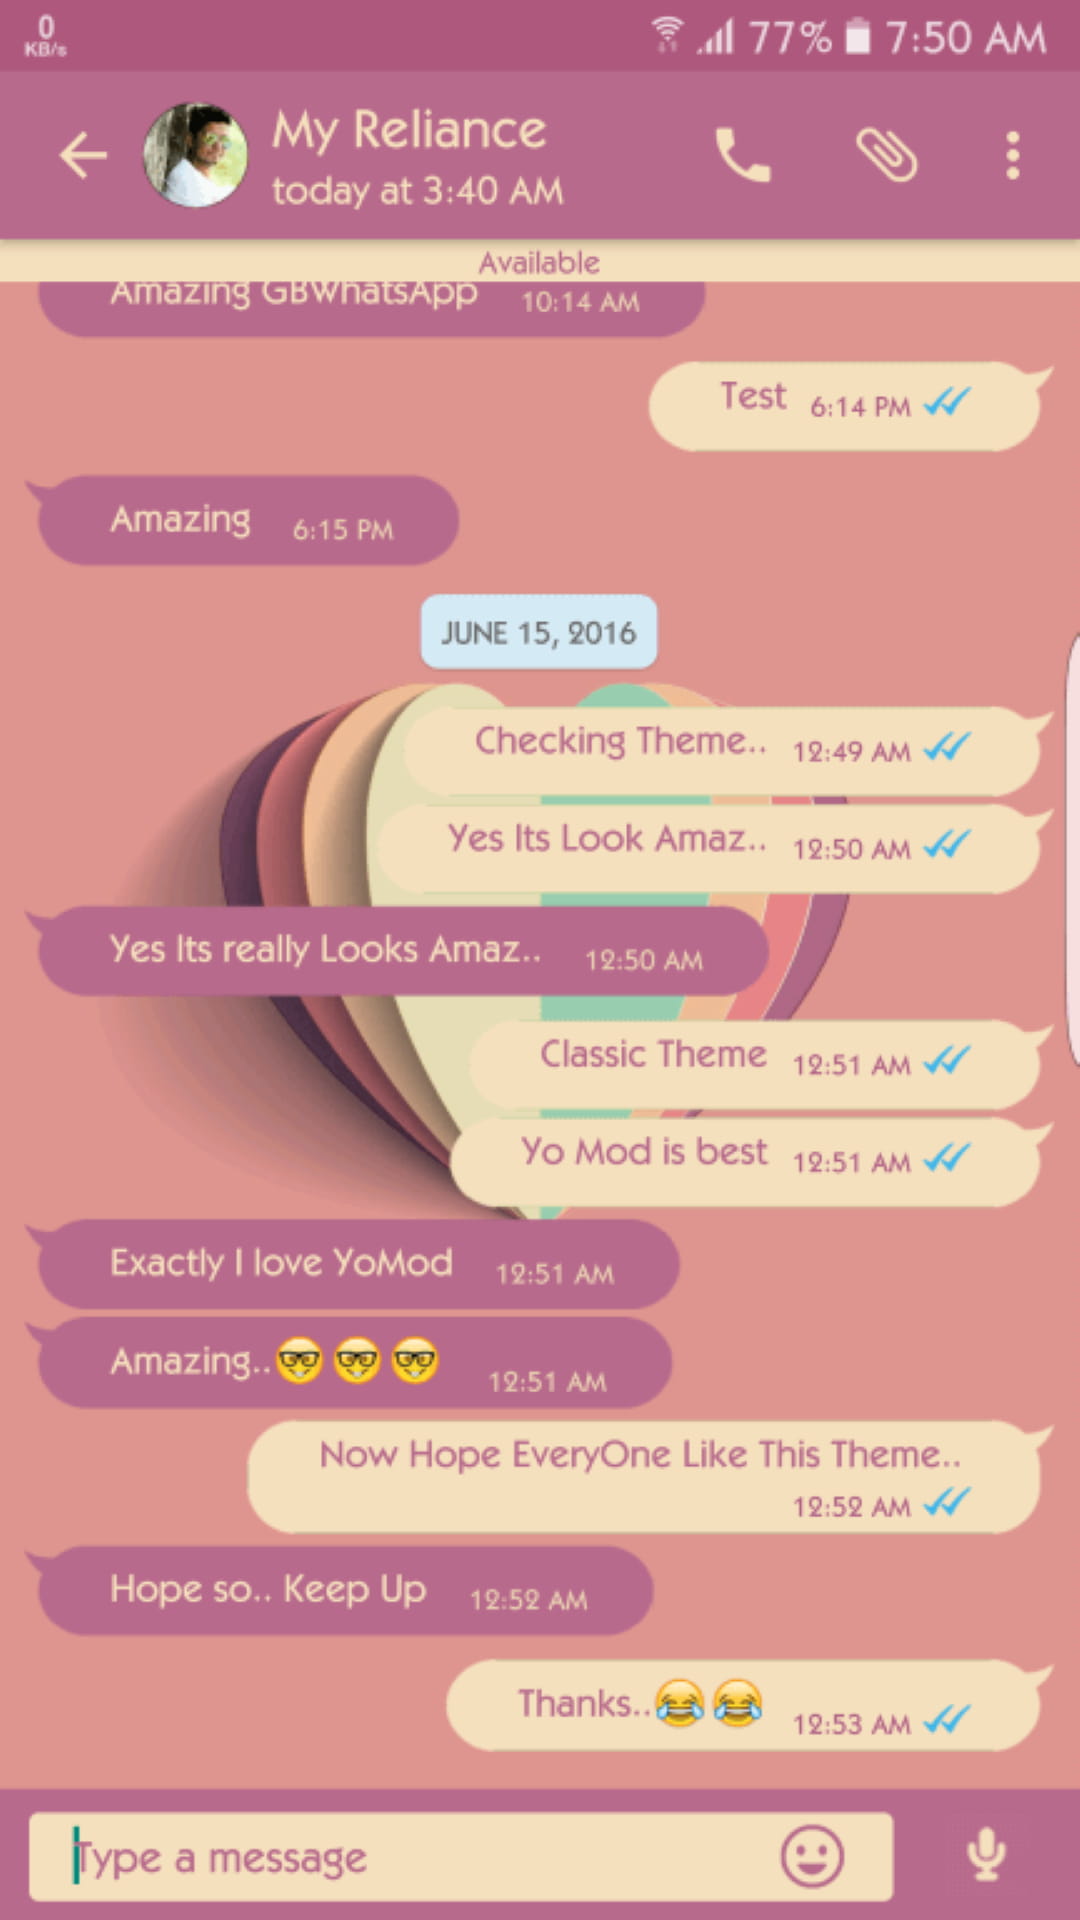 0
KB/s
77% 7:50 AM
My Reliance
today at 3:40 AM
Available
Amazing GBWhatsApp 10:14 AM
Test 6:14 PM
Amazing 6:15 PM
JUNE 15, 2016
Checking Theme.. 12:49 AM
Yes Its Look Amaz.. 12:50 AM
Yes Its really Looks Amaz.. 12:50 AM
Classic Theme 12:51 AM
Yo Mod is best 12:51 AM
Exactly I love YoMod 12:51 AM
Amazing..🤓🤓🤓 12:51 AM
Now Hope EveryOne Like This Theme..
12:52 AM
Hope so.. Keep Up 12:52 AM
Thanks..😂😂 12:53 AM
Type a message